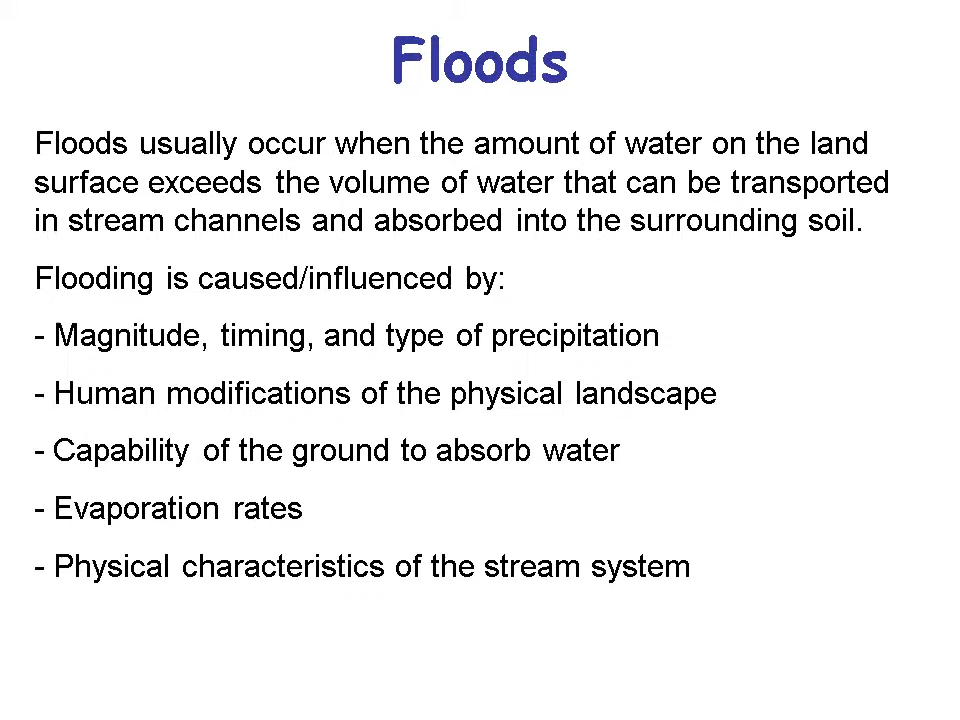 Floods
Floods usually occur when the amount of water on the land
surface exceeds the volume of water that can be transported
in stream channels and absorbed into the surrounding soil.
Flooding is caused/influenced by:
- Magnitude, timing, and type of precipitation
- Human modifications of the physical landscape
- Capability of the ground to absorb water
- Evaporation rates
- Physical characteristics of the stream system